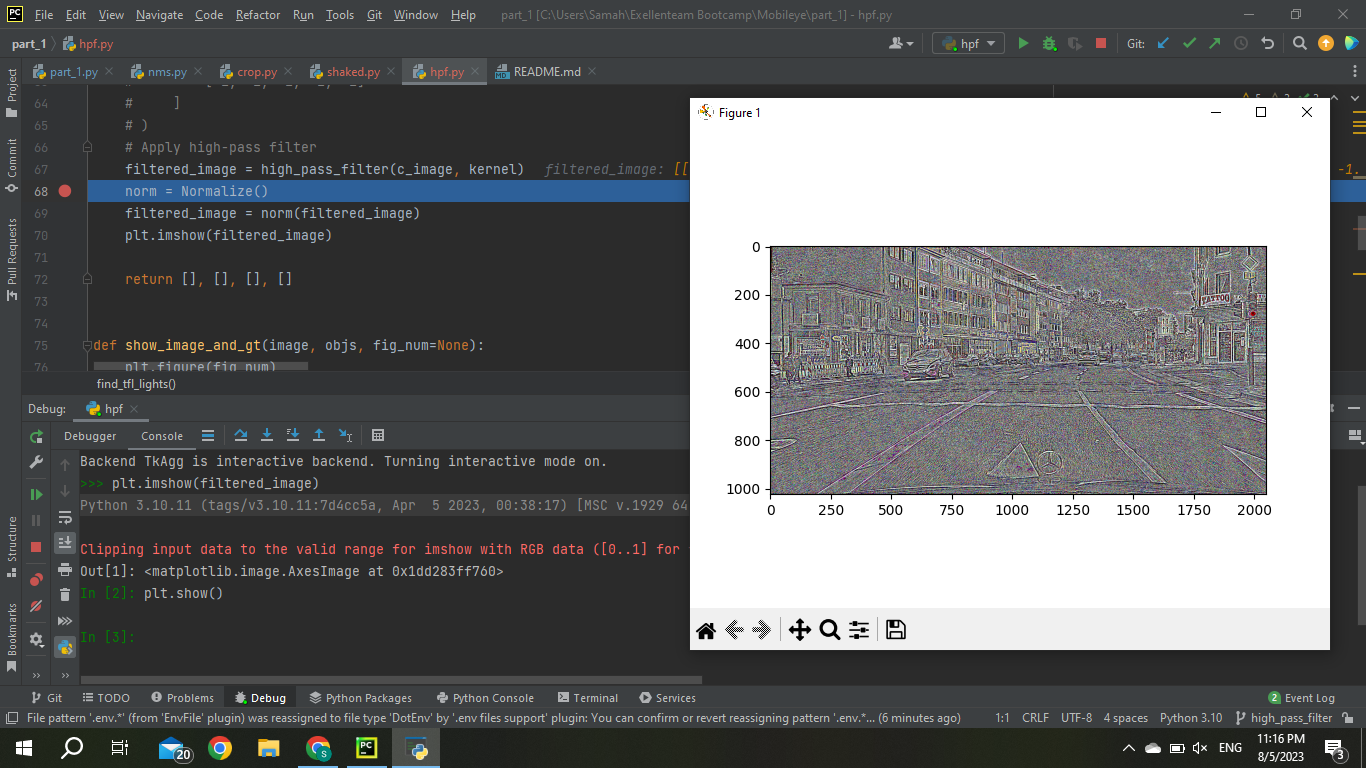 PC File Edit View Navigate Code Refactor Run Tools Git Window Help part_1 [C:\Users\Samah\Exellenteam Bootcamp\Mobileye\part_1] - hpf.py
part_1 hpf.py hpf Git:
part_1.py nms.py crop.py shaked.py hpf.py README.md
64 # ]
65 # )
66 # Apply high-pass filter
67 filtered_image = high_pass_filter(c_image, kernel) filtered_image: [[ -1.
68 norm = Normalize()
69 filtered_image = norm(filtered_image)
70 plt.imshow(filtered_image)
71
72 return [], [], [], []
73
74
75 def show_image_and_gt(image, objs, fig_num=None):
76 plt.figure(fig_num)
find_tfl_lights()
Project
Commit
Pull Requests
Structure
Bookmarks
Debug: hpf
Debugger Console
Backend TkAgg is interactive backend. Turning interactive mode on.
>>> plt.imshow(filtered_image)
Python 3.10.11 (tags/v3.10.11:7d4cc5a, Apr 5 2023, 00:38:17) [MSC v.1929 64
Clipping input data to the valid range for imshow with RGB data ([0..1] for
Out[1]: <matplotlib.image.AxesImage at 0x1dd283ff760>
In [2]: plt.show()
In [3]:
Figure 1
0
200
400
600
800
1000
0 250 500 750 1000 1250 1500 1750 2000
Git TODO Problems Debug Python Packages Python Console Terminal Services 2 Event Log
File pattern '.env.*' (from 'EnvFile' plugin) was reassigned to file type 'DotEnv' by '.env files support' plugin: You can confirm or revert reassigning pattern '.env.*... (6 minutes ago) 1:1 CRLF UTF-8 4 spaces Python 3.10 high_pass_filter
20 S PC ENG 11:16 PM
8/5/2023 3